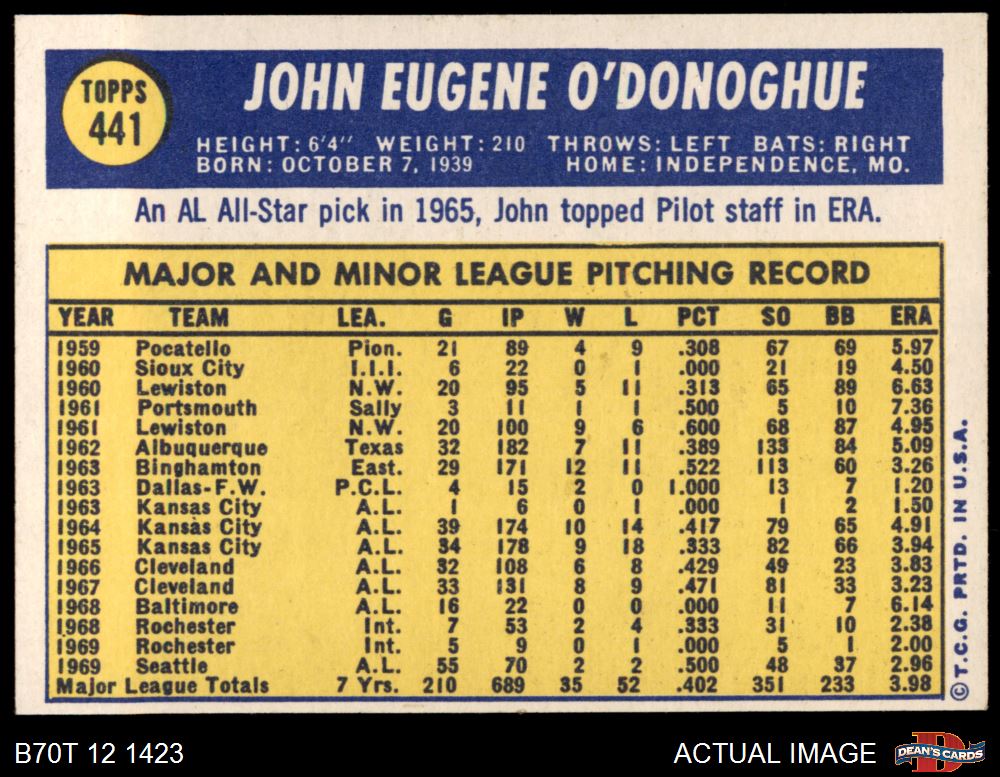 TOPPS
441
JOHN EUGENE O'DONOGHUE
HEIGHT: 6'4" WEIGHT: 210 THROWS: LEFT BATS: RIGHT
BORN: OCTOBER 7, 1939 HOME: INDEPENDENCE, MO.
An AL All-Star pick in 1965, John topped Pilot staff in ERA.
MAJOR AND MINOR LEAGUE PITCHING RECORD
YEAR TEAM LEA. G IP W L PCT SO BB ERA
1959 Pocatello Pion. 21 89 4 9 .308 67 69 5.97
1960 Sioux City I.I.I. 6 22 0 1 .000 21 19 4.50
1960 Lewiston N.W. 20 95 5 11 .313 65 89 6.63
1961 Portsmouth Sally 3 11 1 1 .500 5 10 7.36
1961 Lewiston N.W. 20 100 9 6 .600 68 87 4.95
1962 Albuquerque Texas 32 182 7 11 .389 133 84 5.09
1963 Binghamton East. 29 171 12 11 .522 113 60 3.26
1963 Dallas-F.W. P.C.L. 4 15 2 0 1.000 13 7 1.20
1963 Kansas City A.L. 1 6 0 1 .000 1 2 1.50
1964 Kansas City A.L. 39 174 10 14 .417 79 65 4.91
1965 Kansas City A.L. 34 178 9 18 .333 82 66 3.94
1966 Cleveland A.L. 32 108 6 8 .429 49 23 3.83
1967 Cleveland A.L. 33 131 8 9 .471 81 33 3.23
1968 Baltimore A.L. 16 22 0 0 .000 11 7 6.14
1968 Rochester Int. 7 53 2 4 .333 31 10 2.38
1969 Rochester Int. 5 9 0 1 .000 5 1 2.00
1969 Seattle A.L. 55 70 2 2 .500 48 37 2.96
Major League Totals 7 Yrs. 210 689 35 52 .402 351 233 3.98
© T.C.G. PRTD. IN U.S.A.
B70T 12 1423
ACTUAL IMAGE
D
DEAN'S CARDS